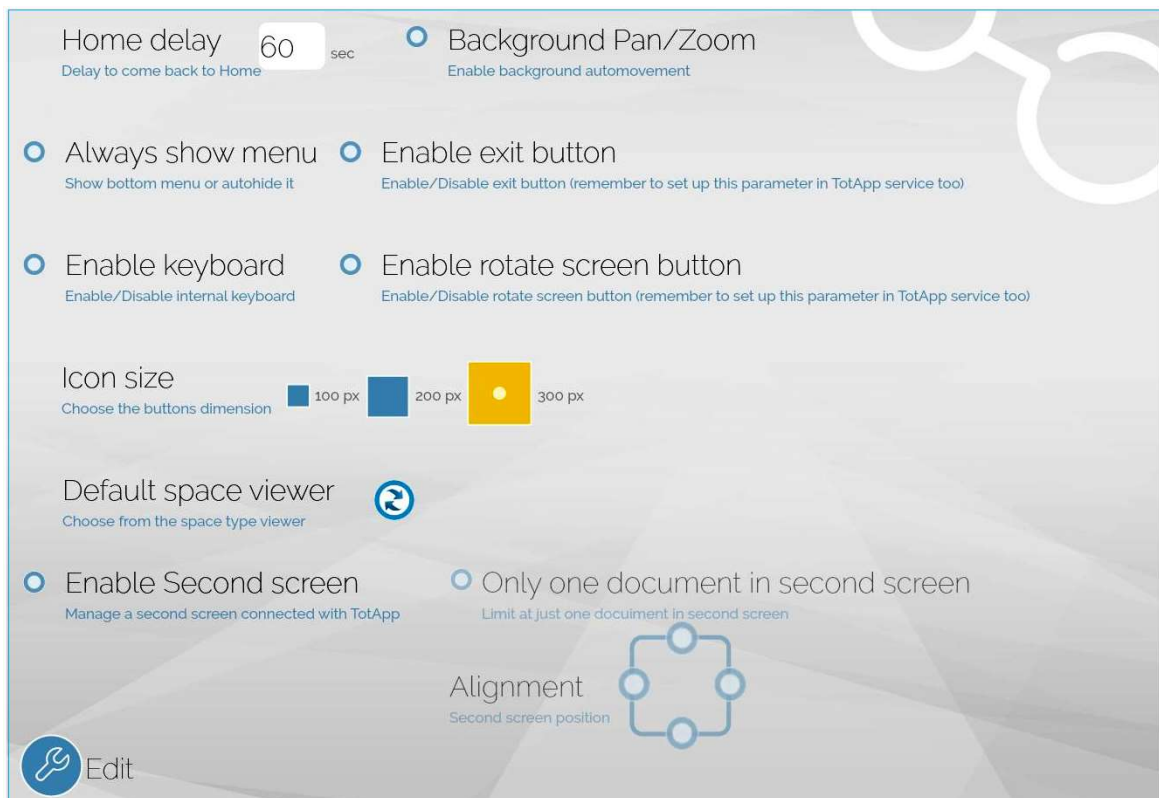 Home delay 60 sec
Delay to come back to Home
Background Pan/Zoom
Enable background automovement
Always show menu
Show bottom menu or autohide it
Enable exit button
Enable/Disable exit button (remember to set up this parameter in TotApp service too)
Enable keyboard
Enable/Disable internal keyboard
Enable rotate screen button
Enable/Disable rotate screen button (remember to set up this parameter in TotApp service too)
Icon size
Choose the buttons dimension
100 px 200 px 300 px
Default space viewer
Choose from the space type viewer
Enable Second screen
Manage a second screen connected with TotApp
Only one document in second screen
Limit at just one docuiment in second screen
Alignment
Second screen position
Edit